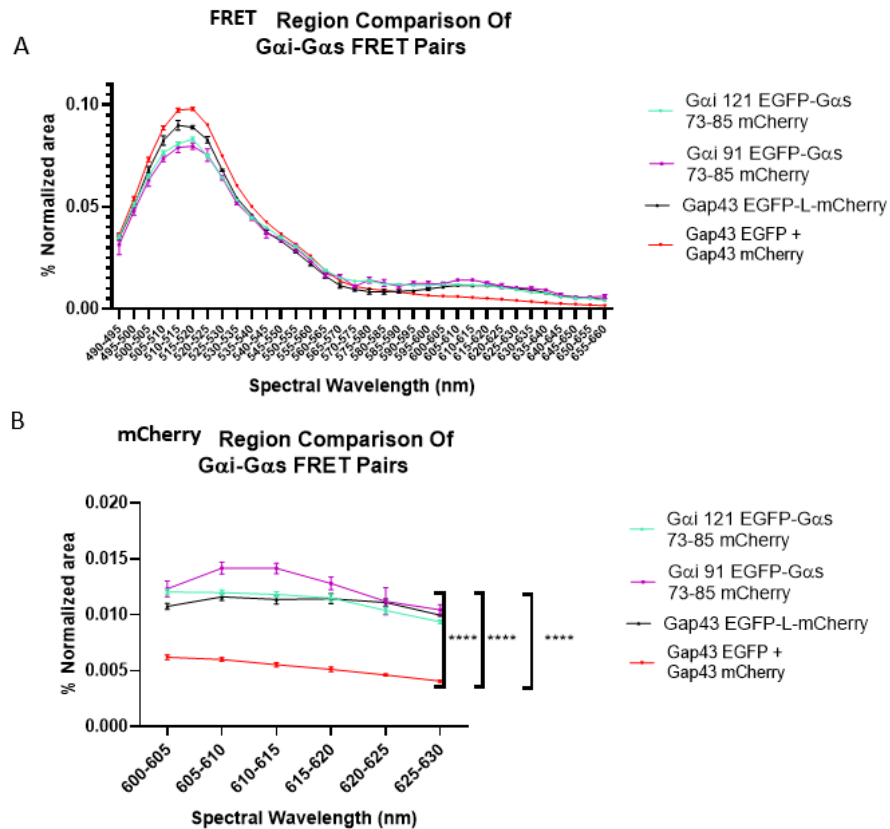 A
FRET Region Comparison Of
Gαi-Gαs FRET Pairs
% Normalized area
0.10
0.05
0.00
490-495
495-500
500-505
505-510
510-515
515-520
520-525
525-530
530-535
535-540
540-545
545-550
550-555
555-560
560-565
565-570
570-575
575-580
580-585
585-590
590-595
595-600
600-605
605-610
610-615
615-620
620-625
625-630
630-635
635-640
640-645
645-650
650-655
655-660
Spectral Wavelength (nm)
Gαi 121 EGFP-Gαs
73-85 mCherry
Gαi 91 EGFP-Gαs
73-85 mCherry
Gap43 EGFP-L-mCherry
Gap43 EGFP +
Gap43 mCherry
B
mCherry Region Comparison Of
Gαi-Gαs FRET Pairs
% Normalized area
0.020
0.015
0.010
0.005
0.000
600-605
605-610
610-615
615-620
620-625
625-630
Spectral Wavelength (nm)
**** **** ****
Gαi 121 EGFP-Gαs
73-85 mCherry
Gαi 91 EGFP-Gαs
73-85 mCherry
Gap43 EGFP-L-mCherry
Gap43 EGFP +
Gap43 mCherry